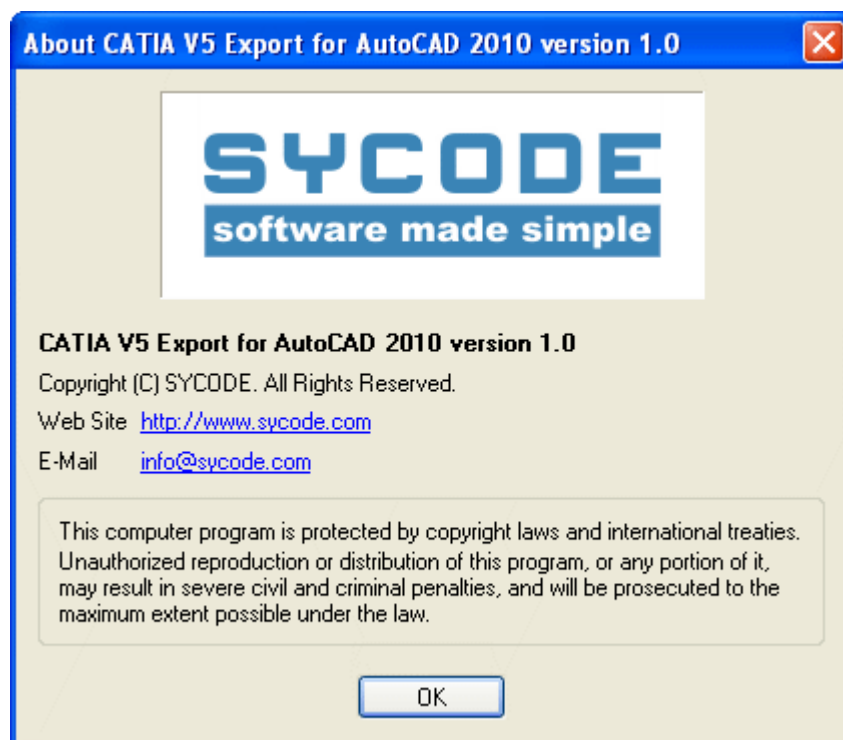 About CATIA V5 Export for AutoCAD 2010 version 1.0
SYCODE
software made simple
CATIA V5 Export for AutoCAD 2010 version 1.0
Copyright (C) SYCODE. All Rights Reserved.
Web Site http://www.sycode.com
E-Mail info@sycode.com
This computer program is protected by copyright laws and international treaties.
Unauthorized reproduction or distribution of this program, or any portion of it,
may result in severe civil and criminal penalties, and will be prosecuted to the
maximum extent possible under the law.
OK